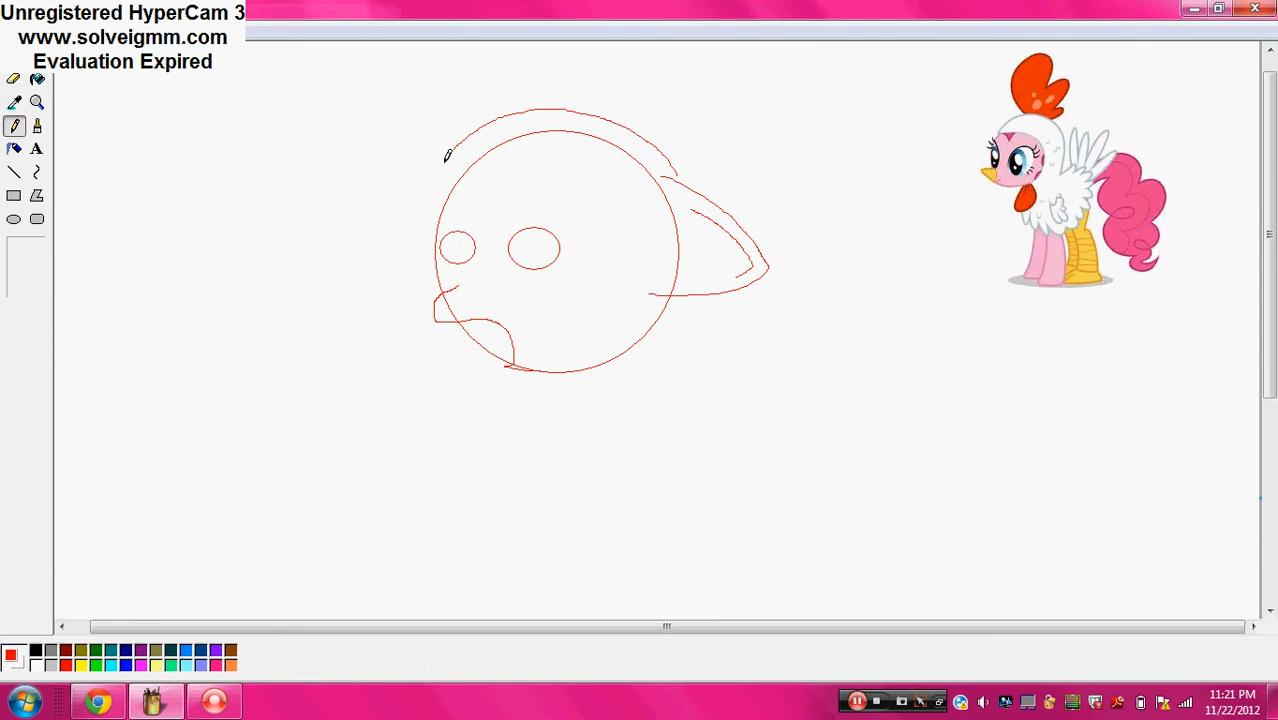 Unregistered HyperCam 3
www.solveigmm.com
Evaluation Expired
A
11:21 PM
11/22/2012